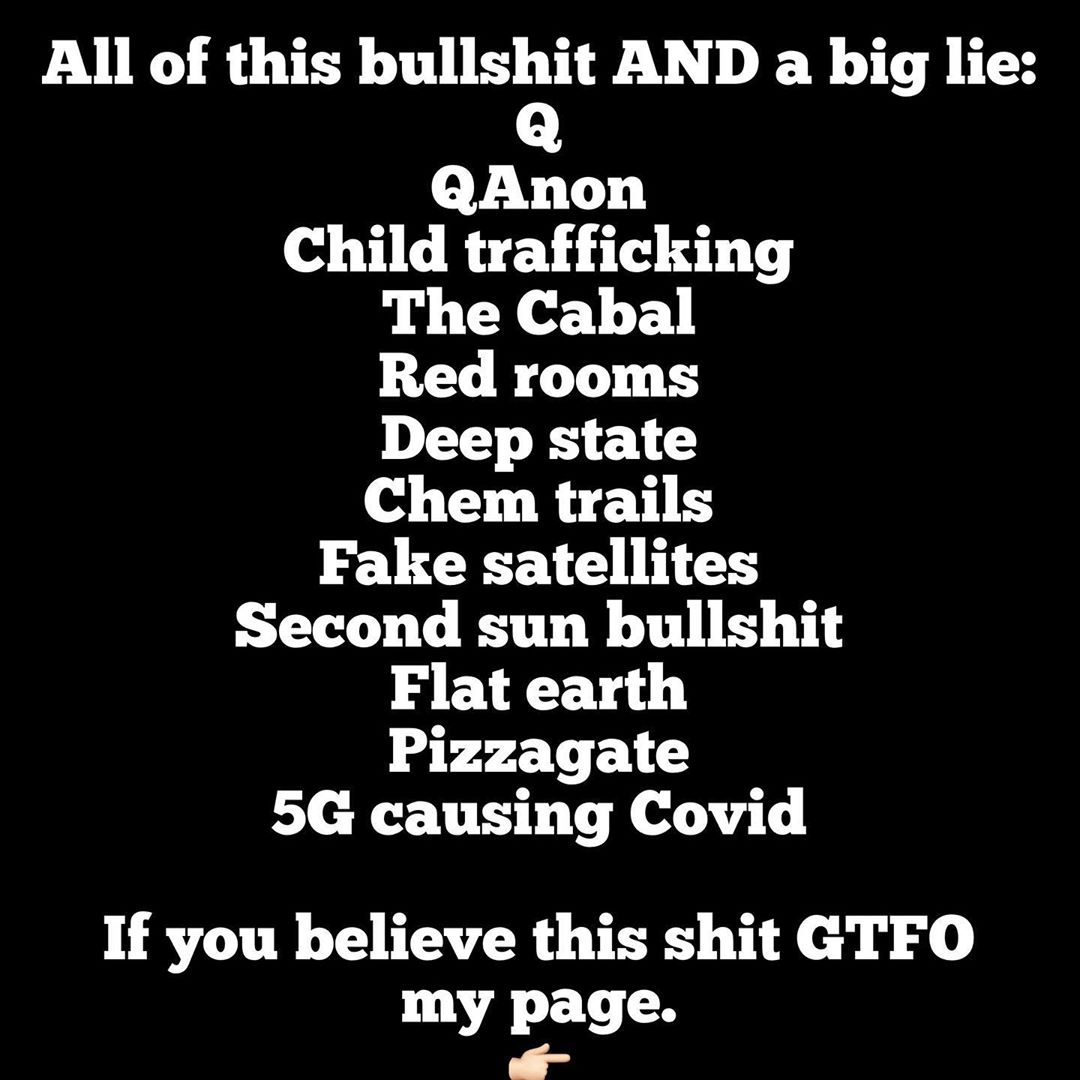 All of this bullshit AND a big lie:
Q
QAnon
Child trafficking
The Cabal
Red rooms
Deep state
Chem trails
Fake satellites
Second sun bullshit
Flat earth
Pizzagate
5G causing Covid
If you believe this shit GTFO
my page.